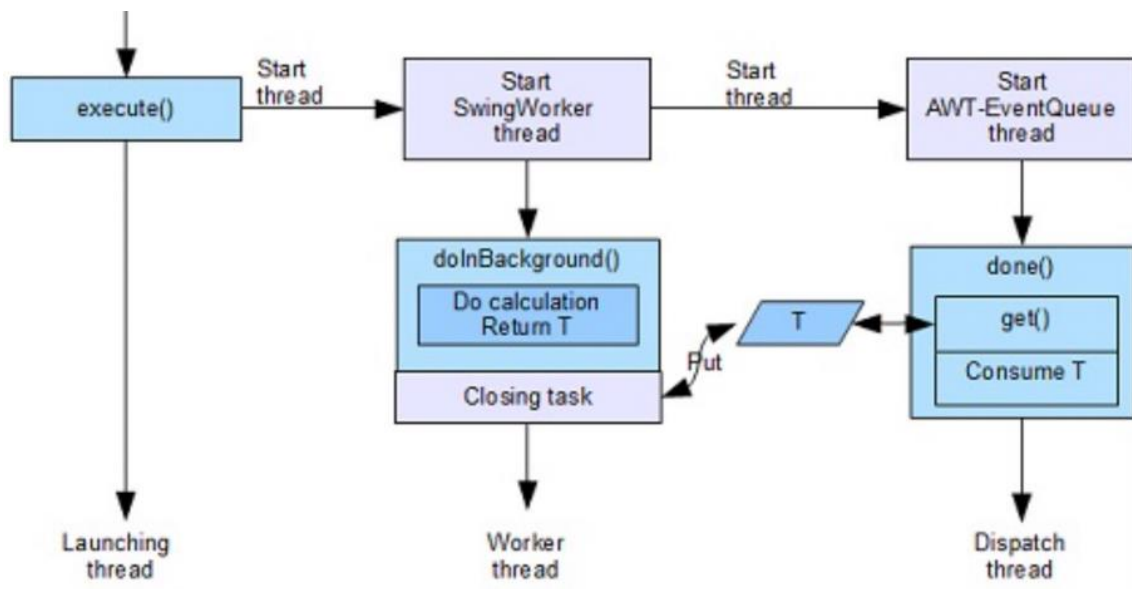 execute()
Start
thread
Start
SwingWorker
thread
Start
thread
Start
AWT-EventQueue
thread
doInBackground()
Do calculation
Return T
Closing task
Put
T
done()
get()
Consume T
Launching
thread
Worker
thread
Dispatch
thread